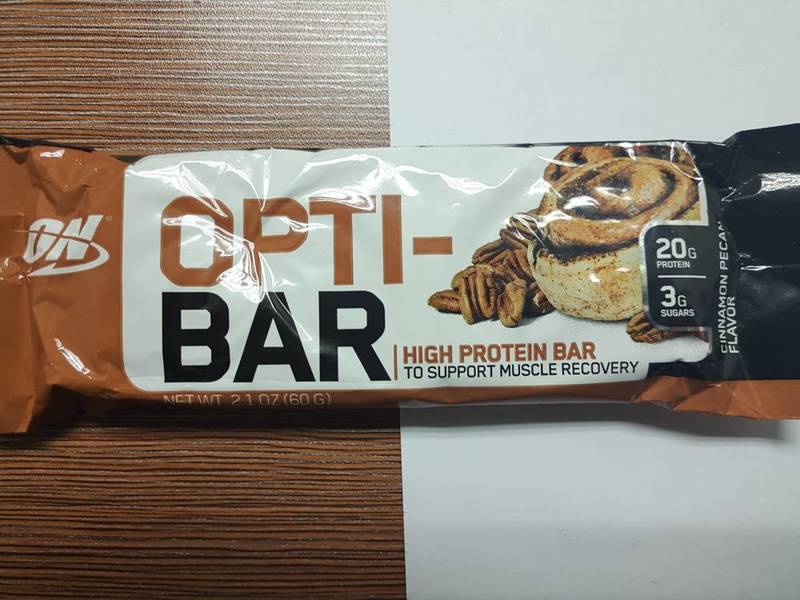 ON®
OPTI-
BAR
HIGH PROTEIN BAR
TO SUPPORT MUSCLE RECOVERY
NET WT. 2.1 OZ (60 G)
20G
PROTEIN
3G
SUGARS
CINNAMON PECAN
FLAVOR